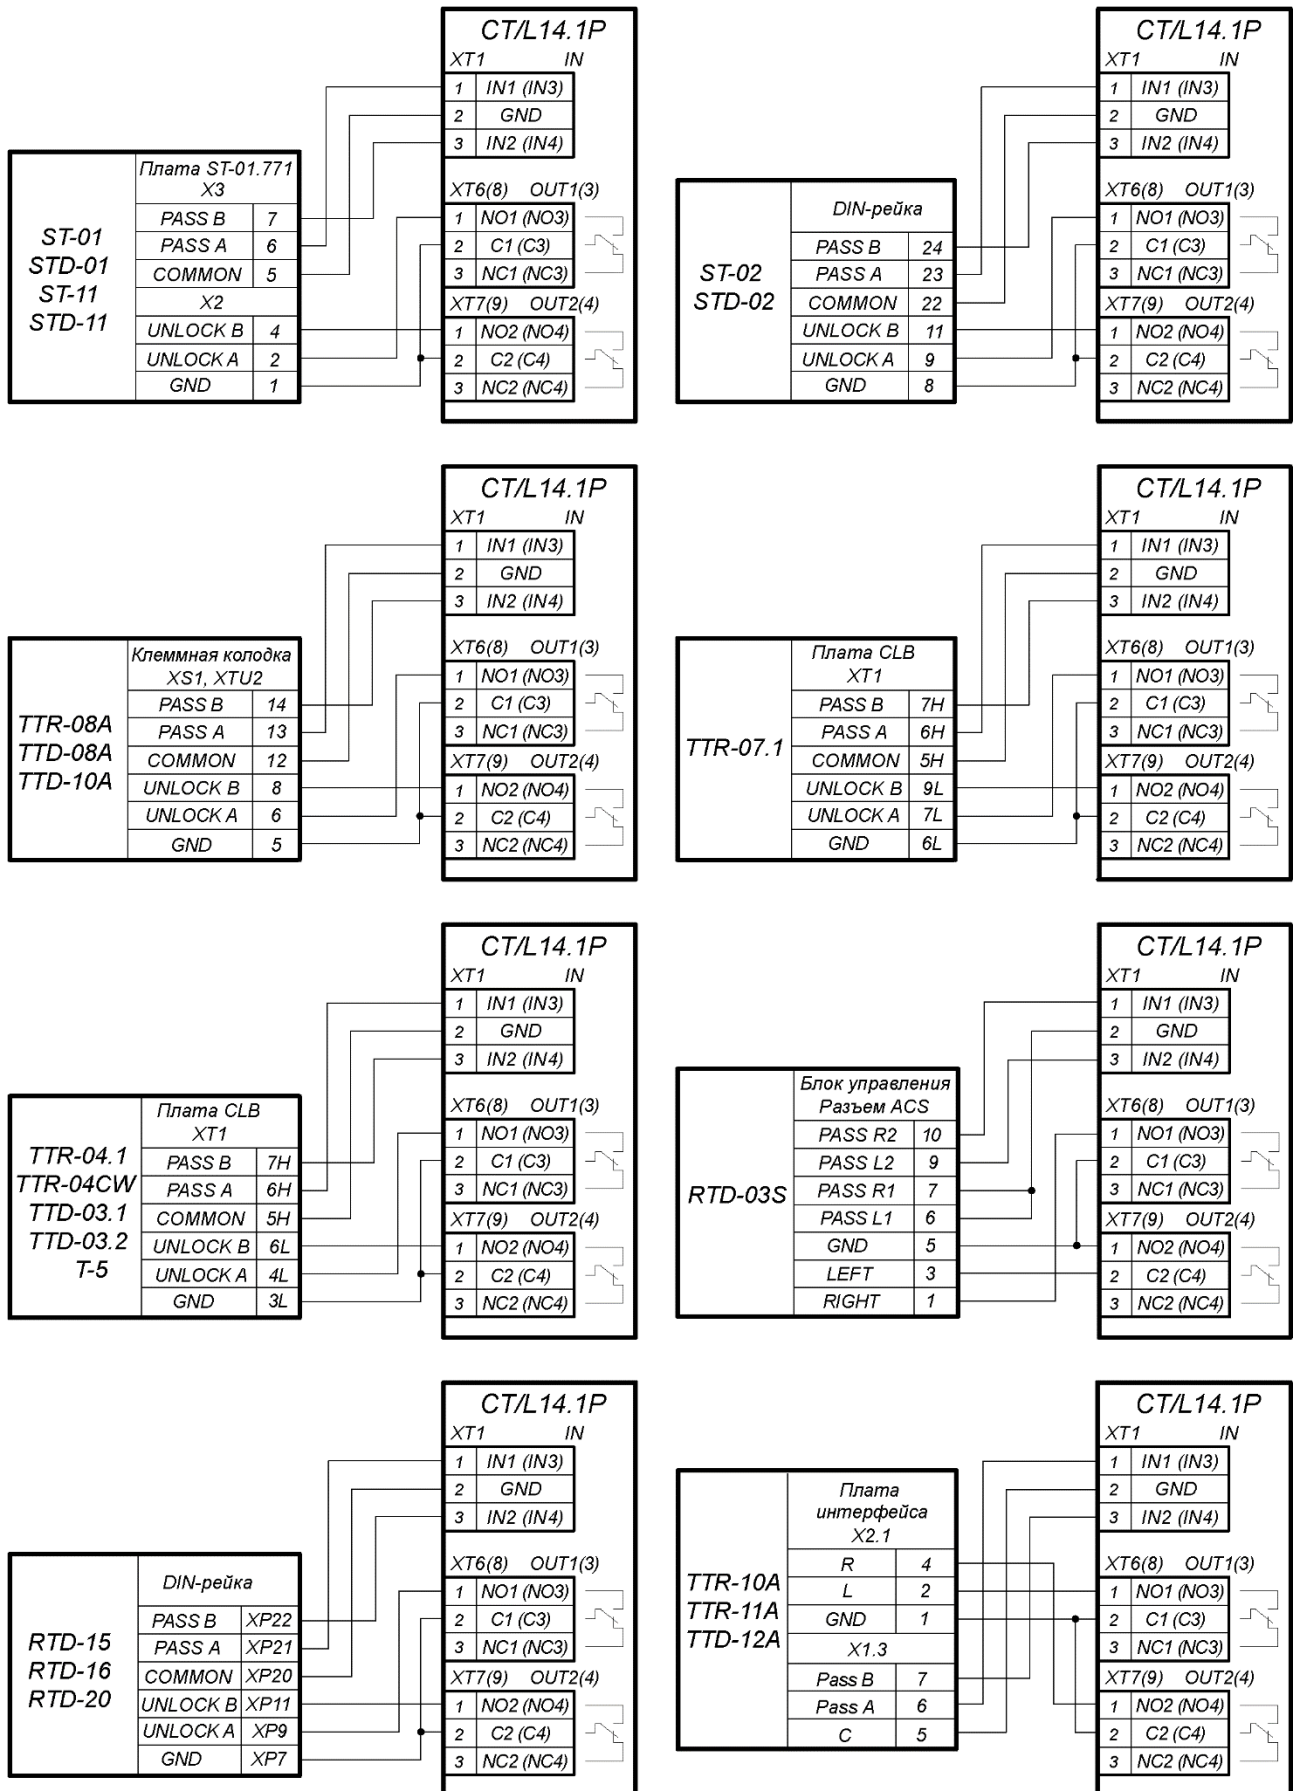 CT/L14.1P
XT1 IN
1 IN1 (IN3)
2 GND
3 IN2 (IN4)
XT6(8) OUT1(3)
1 NO1 (NO3)
2 C1 (C3)
3 NC1 (NC3)
XT7(9) OUT2(4)
1 NO2 (NO4)
2 C2 (C4)
3 NC2 (NC4)
ST-01
STD-01
ST-11
STD-11
Плата ST-01.771
X3
PASS B 7
PASS A 6
COMMON 5
X2
UNLOCK B 4
UNLOCK A 2
GND 1
CT/L14.1P
XT1 IN
1 IN1 (IN3)
2 GND
3 IN2 (IN4)
XT6(8) OUT1(3)
1 NO1 (NO3)
2 C1 (C3)
3 NC1 (NC3)
XT7(9) OUT2(4)
1 NO2 (NO4)
2 C2 (C4)
3 NC2 (NC4)
ST-02
STD-02
DIN-рейка
PASS B 24
PASS A 23
COMMON 22
UNLOCK B 11
UNLOCK A 9
GND 8
CT/L14.1P
XT1 IN
1 IN1 (IN3)
2 GND
3 IN2 (IN4)
XT6(8) OUT1(3)
1 NO1 (NO3)
2 C1 (C3)
3 NC1 (NC3)
XT7(9) OUT2(4)
1 NO2 (NO4)
2 C2 (C4)
3 NC2 (NC4)
TTR-08A
TTD-08A
TTD-10A
Клеммная колодка
XS1, XTU2
PASS B 14
PASS A 13
COMMON 12
UNLOCK B 8
UNLOCK A 6
GND 5
CT/L14.1P
XT1 IN
1 IN1 (IN3)
2 GND
3 IN2 (IN4)
XT6(8) OUT1(3)
1 NO1 (NO3)
2 C1 (C3)
3 NC1 (NC3)
XT7(9) OUT2(4)
1 NO2 (NO4)
2 C2 (C4)
3 NC2 (NC4)
TTR-07.1
Плата CLB
XT1
PASS B 7H
PASS A 6H
COMMON 5H
UNLOCK B 9L
UNLOCK A 7L
GND 6L
CT/L14.1P
XT1 IN
1 IN1 (IN3)
2 GND
3 IN2 (IN4)
XT6(8) OUT1(3)
1 NO1 (NO3)
2 C1 (C3)
3 NC1 (NC3)
XT7(9) OUT2(4)
1 NO2 (NO4)
2 C2 (C4)
3 NC2 (NC4)
TTR-04.1
TTR-04CW
TTD-03.1
TTD-03.2
T-5
Плата CLB
XT1
PASS B 7H
PASS A 6H
COMMON 5H
UNLOCK B 6L
UNLOCK A 4L
GND 3L
CT/L14.1P
XT1 IN
1 IN1 (IN3)
2 GND
3 IN2 (IN4)
XT6(8) OUT1(3)
1 NO1 (NO3)
2 C1 (C3)
3 NC1 (NC3)
XT7(9) OUT2(4)
1 NO2 (NO4)
2 C2 (C4)
3 NC2 (NC4)
RTD-03S
Блок управления
Разъем ACS
PASS R2 10
PASS L2 9
PASS R1 7
PASS L1 6
GND 5
LEFT 3
RIGHT 1
CT/L14.1P
XT1 IN
1 IN1 (IN3)
2 GND
3 IN2 (IN4)
XT6(8) OUT1(3)
1 NO1 (NO3)
2 C1 (C3)
3 NC1 (NC3)
XT7(9) OUT2(4)
1 NO2 (NO4)
2 C2 (C4)
3 NC2 (NC4)
RTD-15
RTD-16
RTD-20
DIN-рейка
PASS B XP22
PASS A XP21
COMMON XP20
UNLOCK B XP11
UNLOCK A XP9
GND XP7
CT/L14.1P
XT1 IN
1 IN1 (IN3)
2 GND
3 IN2 (IN4)
XT6(8) OUT1(3)
1 NO1 (NO3)
2 C1 (C3)
3 NC1 (NC3)
XT7(9) OUT2(4)
1 NO2 (NO4)
2 C2 (C4)
3 NC2 (NC4)
TTR-10A
TTR-11A
TTD-12A
Плата
интерфейса
X2.1
R 4
L 2
GND 1
X1.3
Pass B 7
Pass A 6
C 5